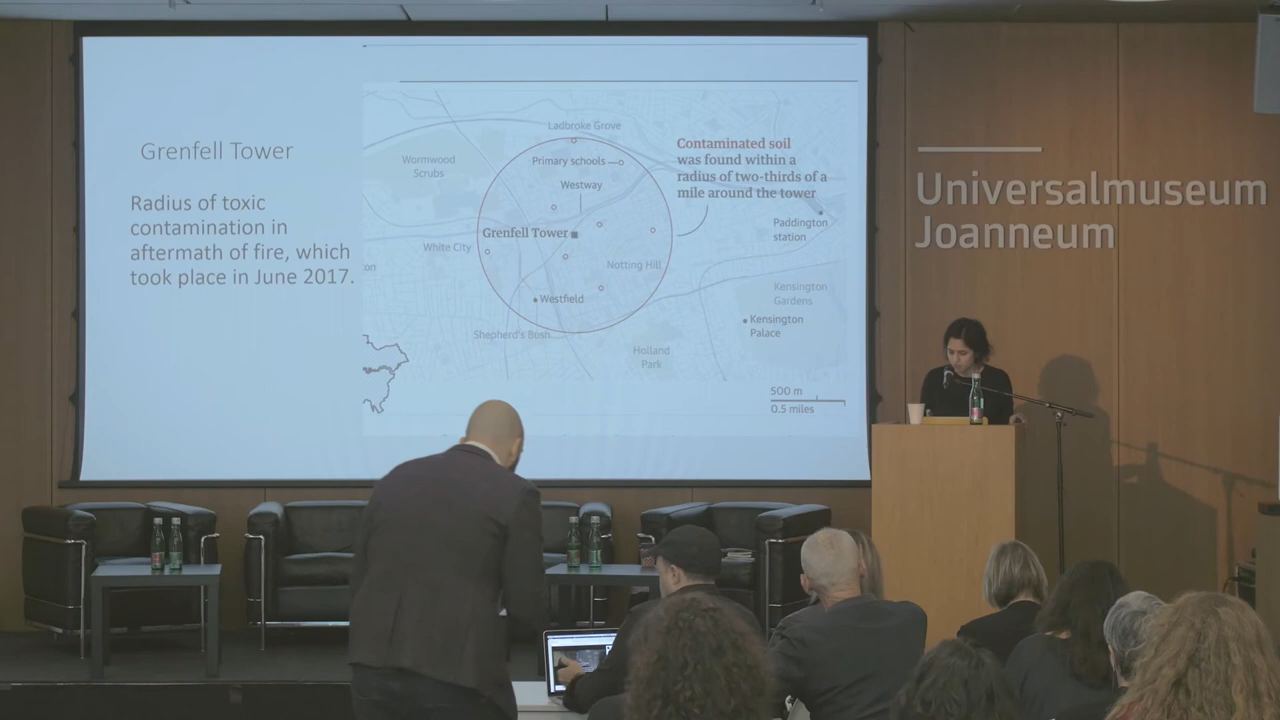 Grenfell Tower
Radius of toxic
contamination in
aftermath of fire, which
took place in June 2017.
Ladbroke Grove
Wormwood
Scrubs
Primary schools
Westway
Contaminated soil
was found within a
radius of two-thirds of a
mile around the tower
Paddington
station
Grenfell Tower
White City
on
Notting Hill
Kensington
Gardens
Westfield
Kensington
Palace
Shepherd's Bush
Holland
Park
500 m
0.5 miles
Universalmuseum
Joanneum